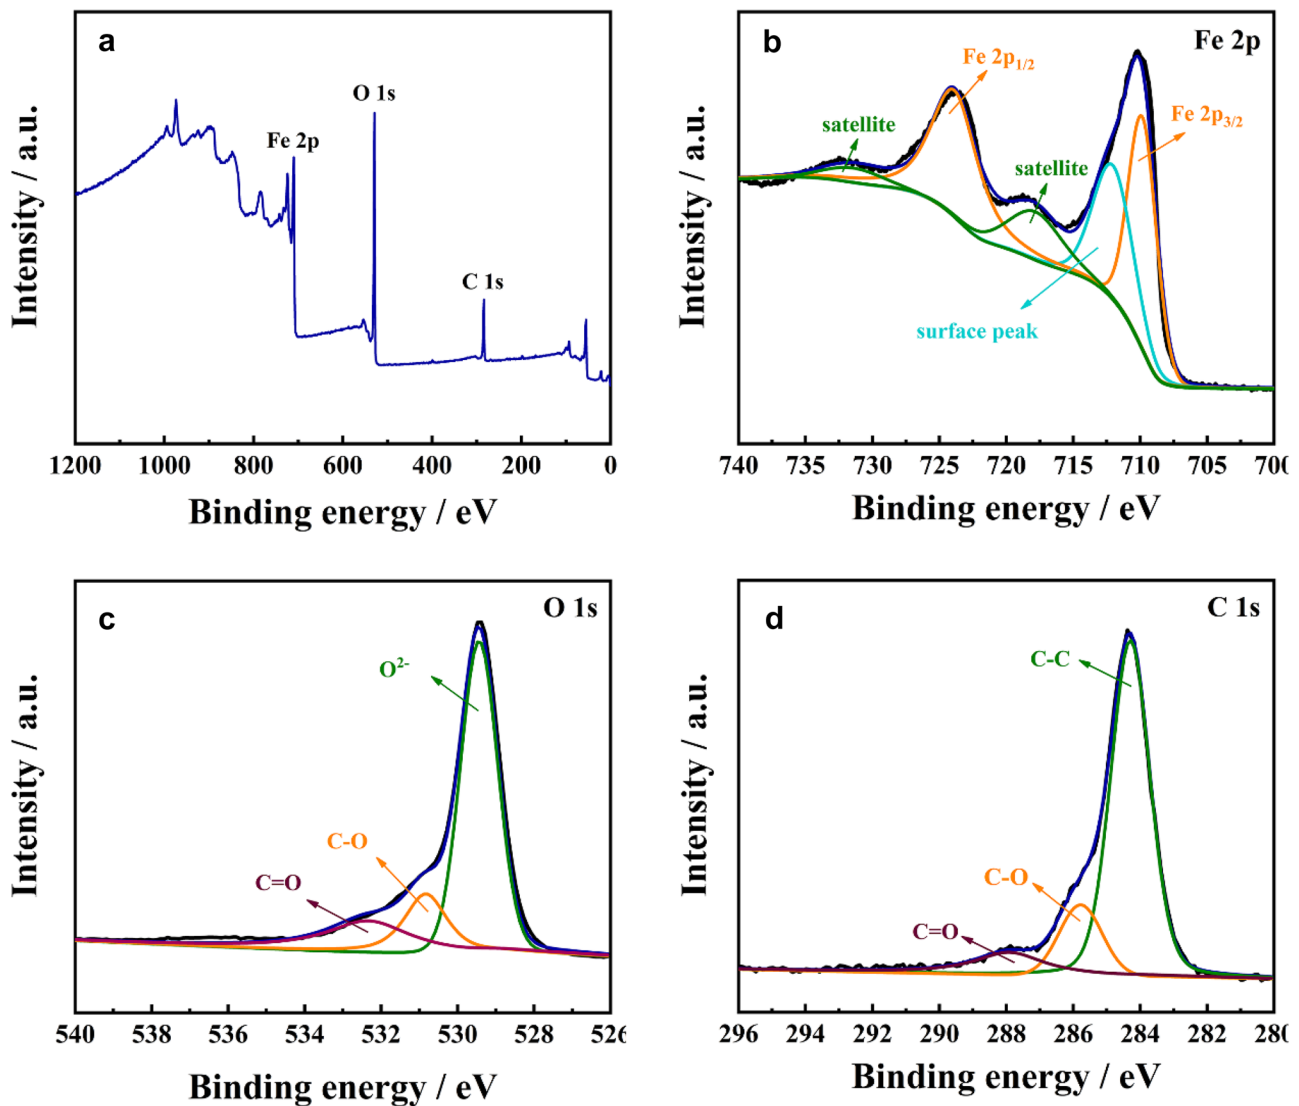 a
Intensity / a.u.
Fe 2p
O 1s
C 1s
1200 1000 800 600 400 200 0
Binding energy / eV
b
Fe 2p
Intensity / a.u.
satellite
Fe 2p1/2
satellite
Fe 2p3/2
surface peak
740 735 730 725 720 715 710 705 700
Binding energy / eV
c
O 1s
Intensity / a.u.
O2-
C-O
C=O
540 538 536 534 532 530 528 526
Binding energy / eV
d
C 1s
Intensity / a.u.
C-C
C-O
C=O
296 294 292 290 288 286 284 282 280
Binding energy / eV